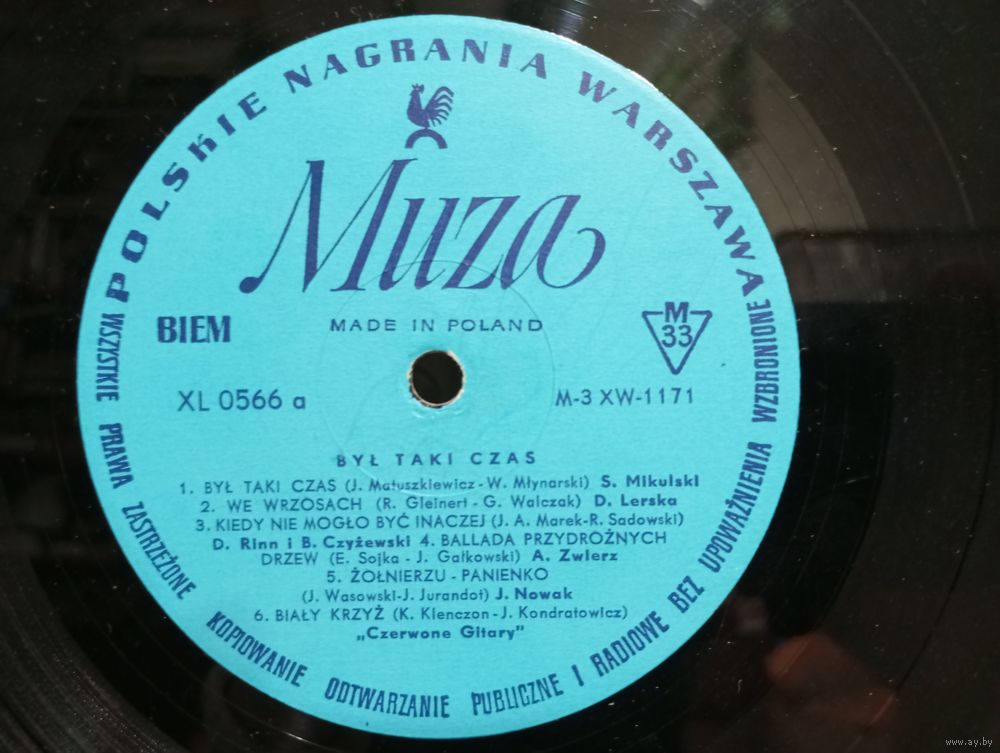 POLSKIE NAGRANIA WARSZAWA
Muza
BIEM
MADE IN POLAND
M
33
XL 0566 a
M-3 XW-1171
BYŁ TAKI CZAS
1. BYŁ TAKI CZAS (J. Matuszkiewicz - W. Młynarski) S. Mikulski
2. WE WRZOSACH (R. Gleinert - G. Walczak) D. Lerska
3. KIEDY NIE MOGŁO BYĆ INACZEJ (J. A. Marek-R. Sadowski)
D. Rinn i B. Czyżewski 4. BALLADA PRZYDROŻNYCH
DRZEW (E. Sojka - J. Gałkowski) A. Zwierz
5. ŻOŁNIERZU - PANIENKO
(J. Wasowski-J. Jurandot) J. Nowak
6. BIAŁY KRZYŻ (K. Klenczon-J. Kondratowicz)
„Czerwone Gitary"
WSZYSTKIE PRAWA ZASTRZEŻONE KOPIOWANIE ODTWARZANIE PUBLICZNE I RADIOWE BEZ UPOWAŻNIENIA WZBRONIONE
www.ay.by